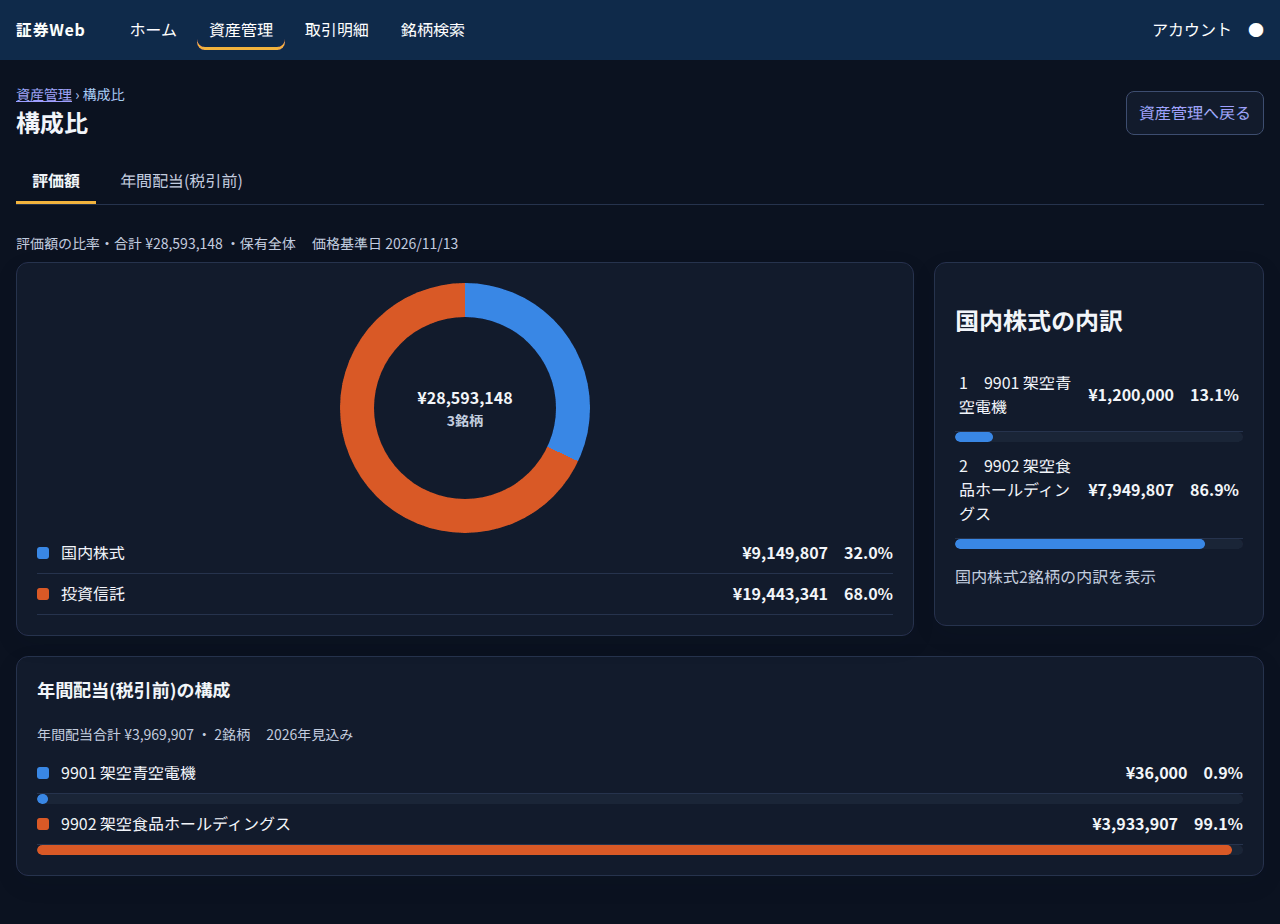 証券Web ホーム 資産管理 取引明細 銘柄検索 アカウント
資産管理 › 構成比
構成比
資産管理へ戻る
評価額 年間配当(税引前)
評価額の比率・合計 ¥28,593,148 ・保有全体 価格基準日 2026/11/13
¥28,593,148
3銘柄
国内株式 ¥9,149,807 32.0%
投資信託 ¥19,443,341 68.0%
国内株式の内訳
1 9901 架空青
空電機
¥1,200,000 13.1%
2 9902 架空食
品ホールディン
グス
¥7,949,807 86.9%
国内株式2銘柄の内訳を表示
年間配当(税引前)の構成
年間配当合計 ¥3,969,907 ・ 2銘柄 2026年見込み
9901 架空青空電機 ¥36,000 0.9%
9902 架空食品ホールディングス ¥3,933,907 99.1%